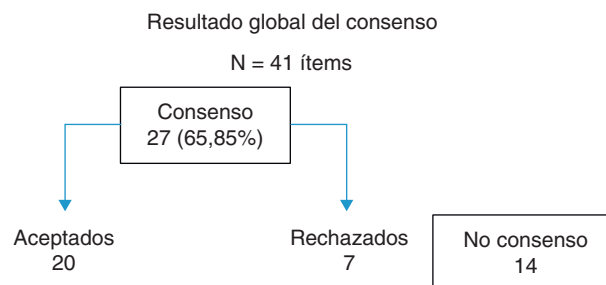 Resultado global del consenso
N = 41 ítems
Consenso
27 (65,85%)
Aceptados
20
Rechazados
7
No consenso
14